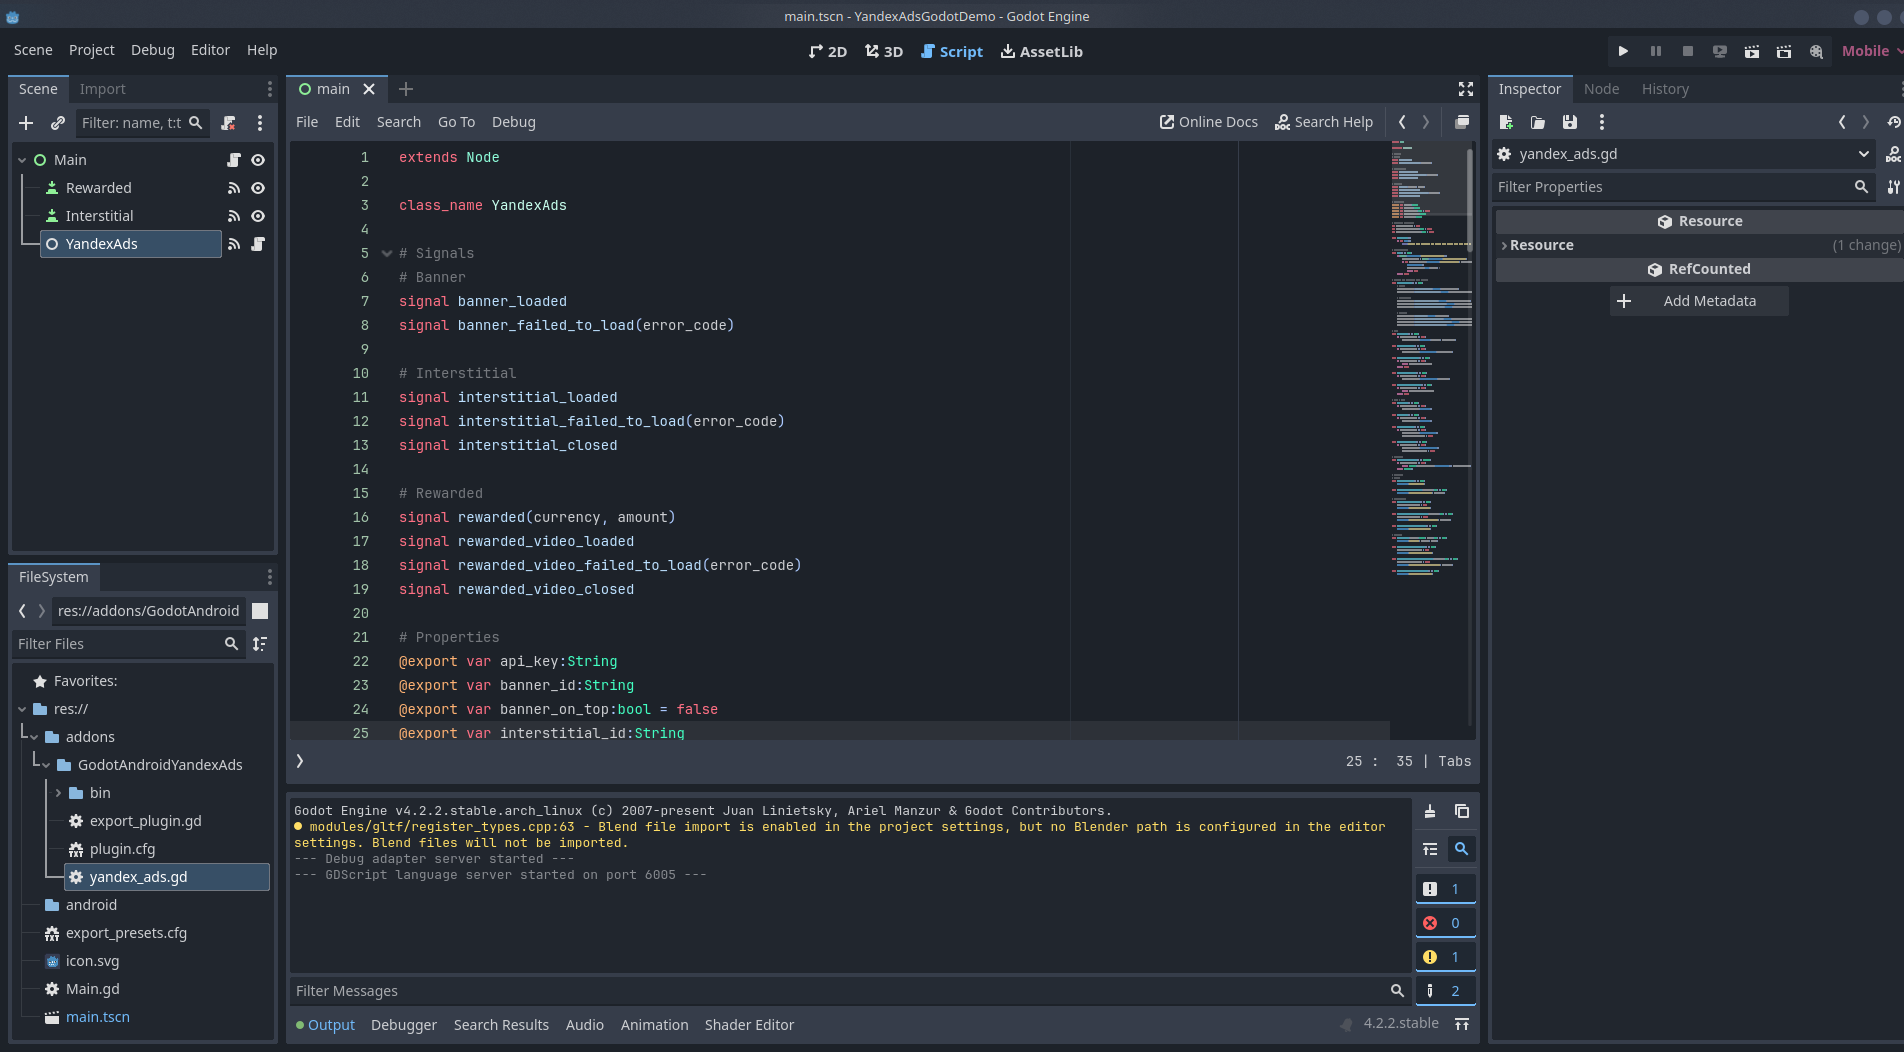 main.tscn - YandexAdsGodotDemo - Godot Engine
Scene Project Debug Editor Help
2D 3D Script AssetLib
Mobile
Scene Import
Filter: name, t:t
Main
Rewarded
Interstitial
YandexAds
FileSystem
res://addons/GodotAndroid
Filter Files
Favorites:
res://
addons
GodotAndroidYandexAds
bin
export_plugin.gd
plugin.cfg
yandex_ads.gd
android
export_presets.cfg
icon.svg
Main.gd
main.tscn
main
File Edit Search Go To Debug
Online Docs Search Help
1 extends Node
2
3 class_name YandexAds
4
5 # Signals
6 # Banner
7 signal banner_loaded
8 signal banner_failed_to_load(error_code)
9
10 # Interstitial
11 signal interstitial_loaded
12 signal interstitial_failed_to_load(error_code)
13 signal interstitial_closed
14
15 # Rewarded
16 signal rewarded(currency, amount)
17 signal rewarded_video_loaded
18 signal rewarded_video_failed_to_load(error_code)
19 signal rewarded_video_closed
20
21 # Properties
22 @export var api_key:String
23 @export var banner_id:String
24 @export var banner_on_top:bool = false
25 @export var interstitial_id:String
25 : 35 | Tabs
Godot Engine v4.2.2.stable.arch_linux (c) 2007-present Juan Linietsky, Ariel Manzur & Godot Contributors.
modules/gltf/register_types.cpp:63 - Blend file import is enabled in the project settings, but no Blender path is configured in the editor
settings. Blend files will not be imported.
--- Debug adapter server started ---
--- GDScript language server started on port 6005 ---
1
0
1
2
Filter Messages
Output Debugger Search Results Audio Animation Shader Editor
4.2.2.stable
Inspector Node History
yandex_ads.gd
Filter Properties
Resource
Resource (1 change)
RefCounted
Add Metadata